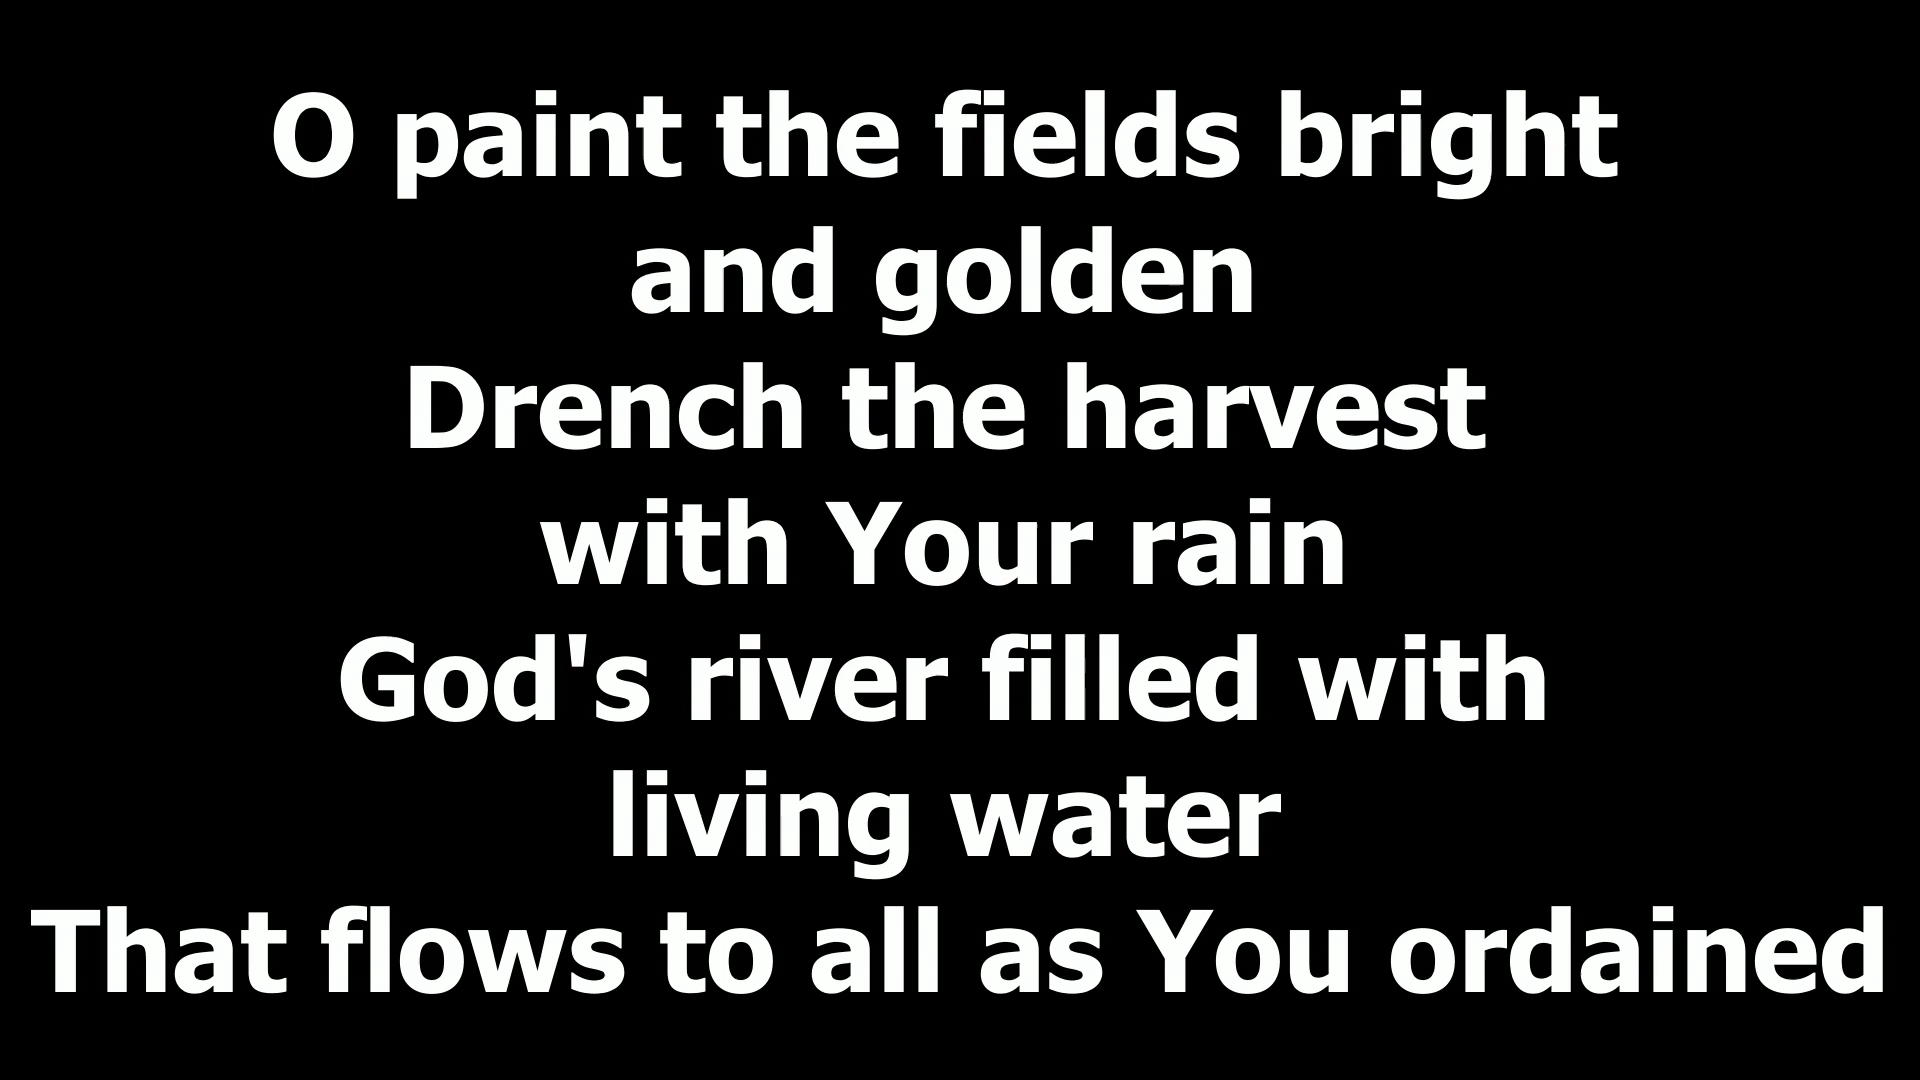 O paint the fields bright
and golden
Drench the harvest
with Your rain
God's river filled with
living water
That flows to all as You ordained